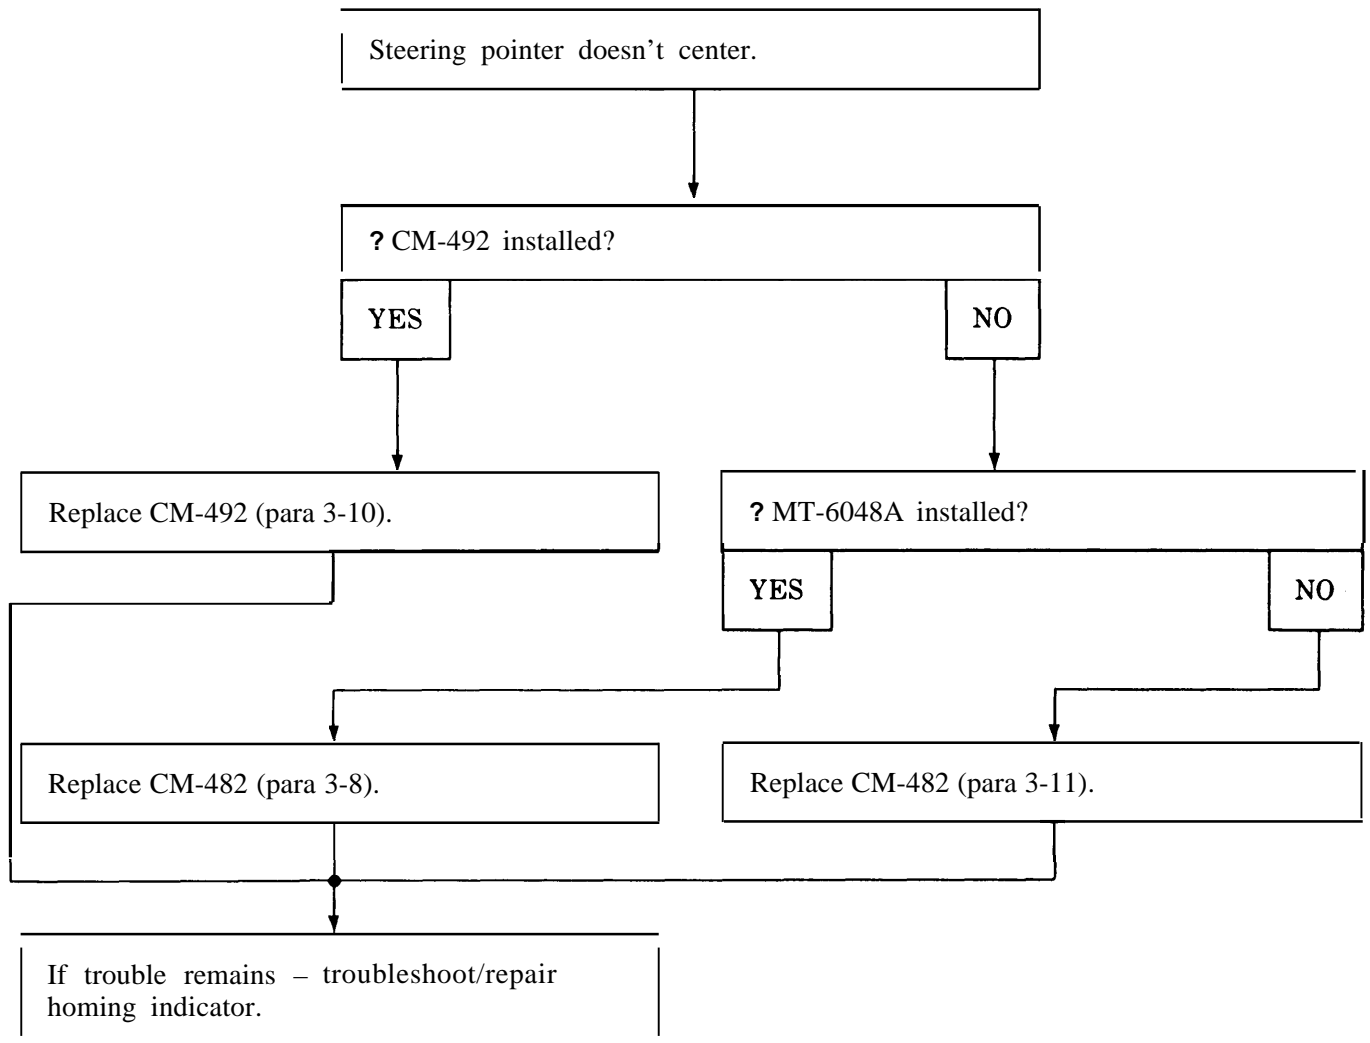 Steering pointer doesn't center.
? CM-492 installed?
YES
NO
Replace CM-492 (para 3-10).
? MT-6048A installed?
YES
NO
Replace CM-482 (para 3-8).
Replace CM-482 (para 3-11).
If trouble remains – troubleshoot/repair
homing indicator.